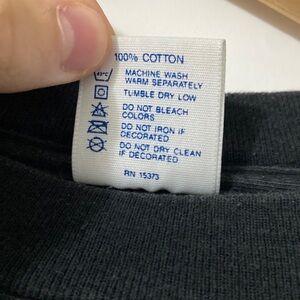 100% COTTON
MACHINE WASH
WARM SEPARATELY
TUMBLE DRY LOW
DO NOT BLEACH
COLORS
DO NOT IRON IF
DECORATED
DO NOT DRY CLEAN
IF DECORATED
RN 15373